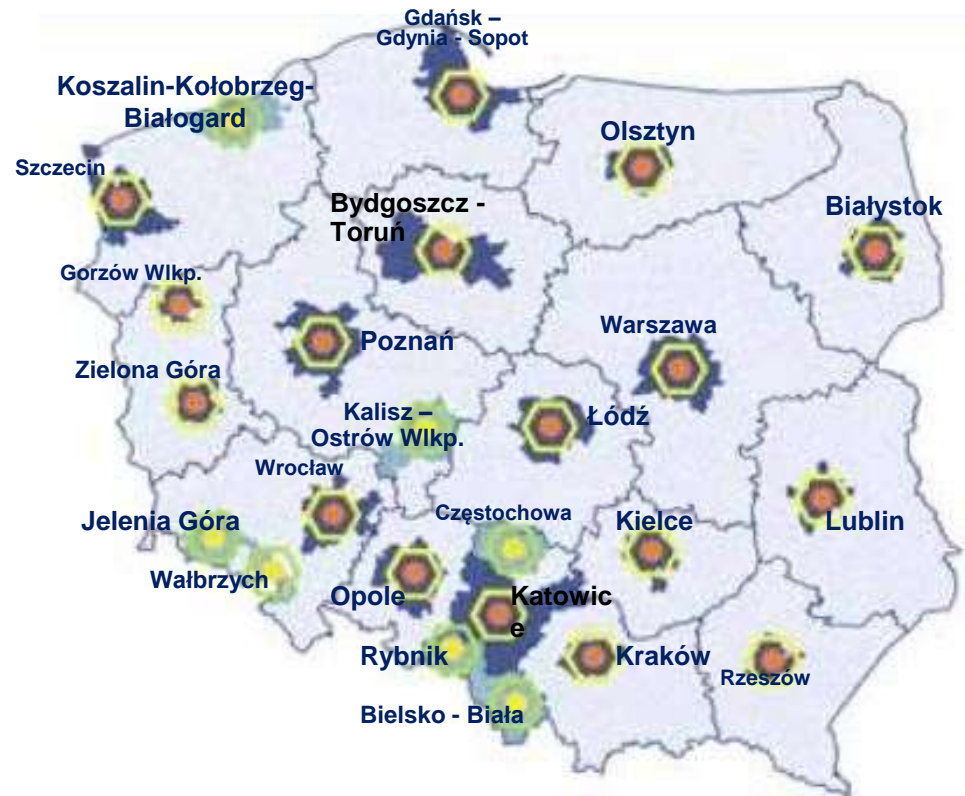 Gdańsk –
Gdynia - Sopot
Koszalin-Kołobrzeg-
Białogard
Olsztyn
Szczecin
Bydgoszcz -
Toruń
Białystok
Gorzów Wlkp.
Poznań
Warszawa
Zielona Góra
Kalisz –
Ostrów Wlkp.
Łódź
Wrocław
Jelenia Góra
Częstochowa
Kielce
Lublin
Wałbrzych
Opole
Katowic
e
Rybnik
Kraków
Rzeszów
Bielsko - Biała